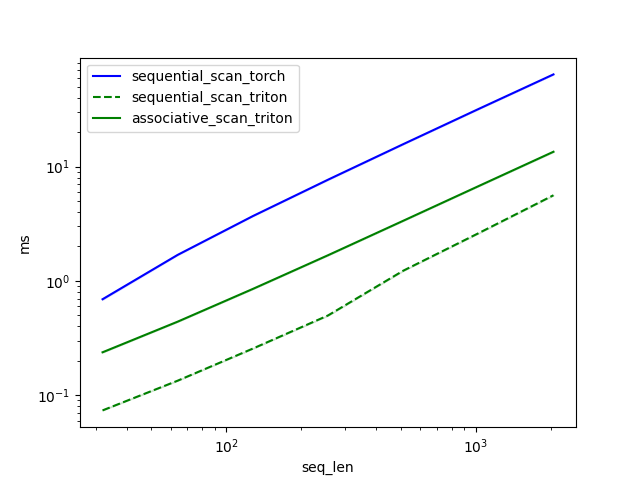 sequential_scan_torch
sequential_scan_triton
associative_scan_triton
10¹
10⁰
10⁻¹
ms
10² 10³
seq_len